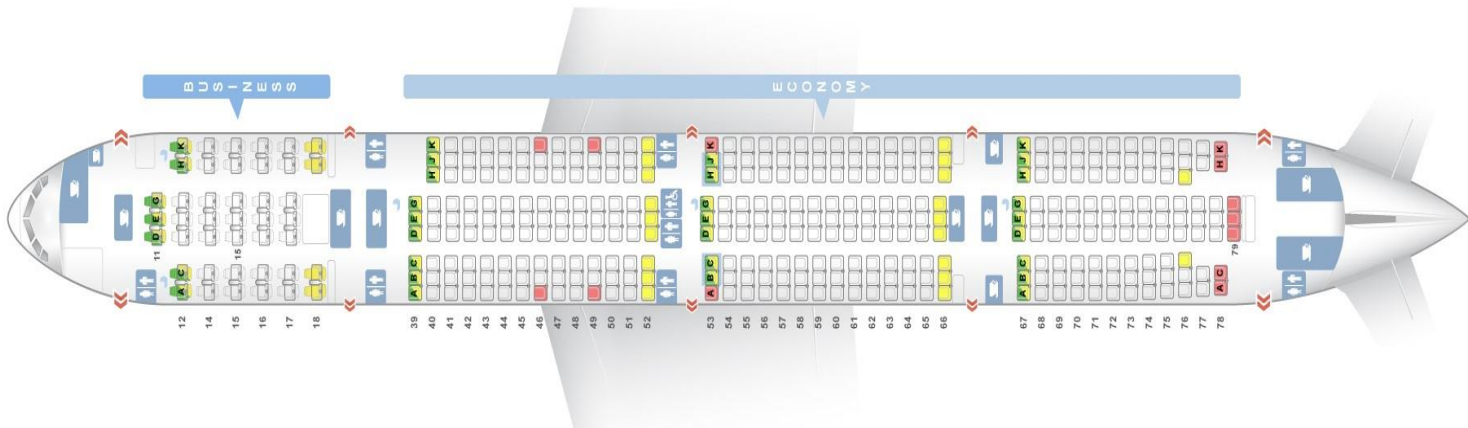 BUSINESS
ECONOMY
K K K K
J J J
H H H H H
G G G G
E E E E
D D D D
C C C C C
B B B
A A A A A
11
15
79
12 14 15 16 17 18 39 40 41 42 43 44 45 46 47 48 49 50 51 52 53 54 55 56 57 58 59 60 61 62 63 64 65 66 67 68 69 70 71 72 73 74 75 76 77 78